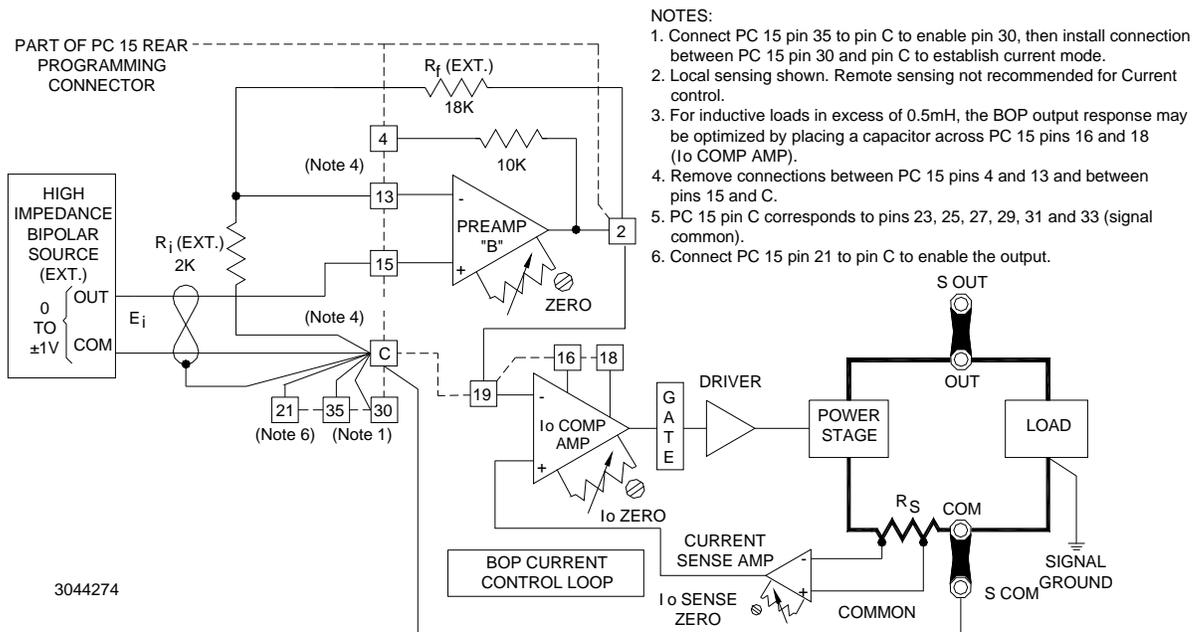 NOTES:
1. Connect PC 15 pin 35 to pin C to enable pin 30, then install connection
between PC 15 pin 30 and pin C to establish current mode.
2. Local sensing shown. Remote sensing not recommended for Current
control.
3. For inductive loads in excess of 0.5mH, the BOP output response may
be optimized by placing a capacitor across PC 15 pins 16 and 18
(Io COMP AMP).
4. Remove connections between PC 15 pins 4 and 13 and between
pins 15 and C.
5. PC 15 pin C corresponds to pins 23, 25, 27, 29, 31 and 33 (signal
common).
6. Connect PC 15 pin 21 to pin C to enable the output.
PART OF PC 15 REAR
PROGRAMMING
CONNECTOR
Rf (EXT.)
18K
4
10K
(Note 4)
13
HIGH
IMPEDANCE
BIPOLAR
SOURCE
(EXT.)
0
TO
±1V
OUT
COM
Ei
Ri (EXT.)
2K
15
-
PREAMP
"B"
+
ZERO
2
(Note 4)
C
21
35
30
(Note 6)
(Note 1)
19
16
18
-
Io COMP
AMP
+
Io ZERO
GATE
DRIVER
POWER
STAGE
S OUT
OUT
LOAD
RS
COM
SIGNAL
GROUND
S COM
CURRENT
SENSE AMP
-
+
Io SENSE
ZERO
COMMON
BOP CURRENT
CONTROL LOOP
3044274